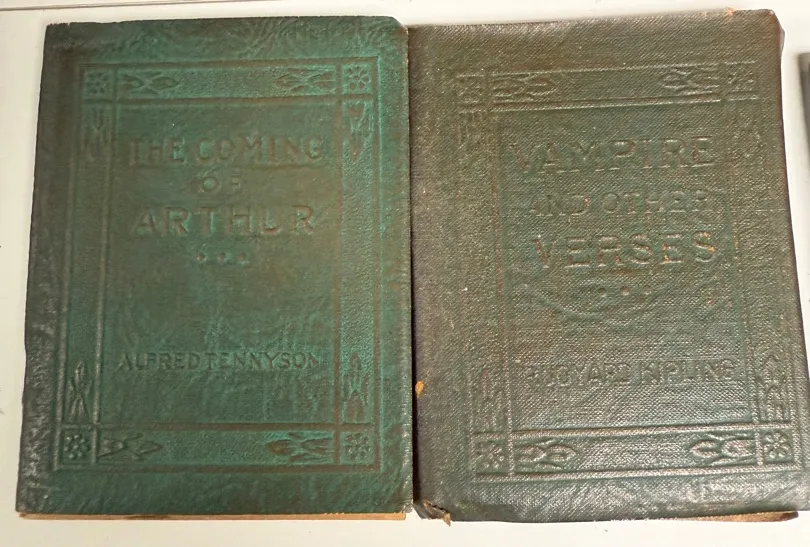 THE COMING
OF
ARTHUR
ALFRED TENNYSON
VAMPIRE
AND OTHER
VERSES
RUDYARD KIPLING